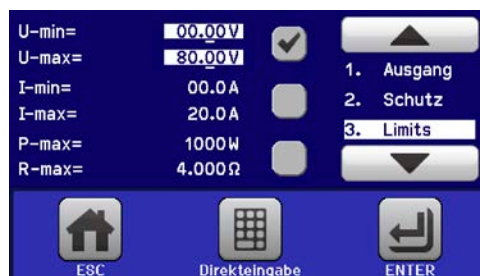 U-min= 00.00V
U-max= 80.00V
I-min= 00.0A
I-max= 20.0A
P-max= 1000W
R-max= 4.000Ω
1. Ausgang
2. Schutz
3. Limits
ESC
Direkteingabe
ENTER